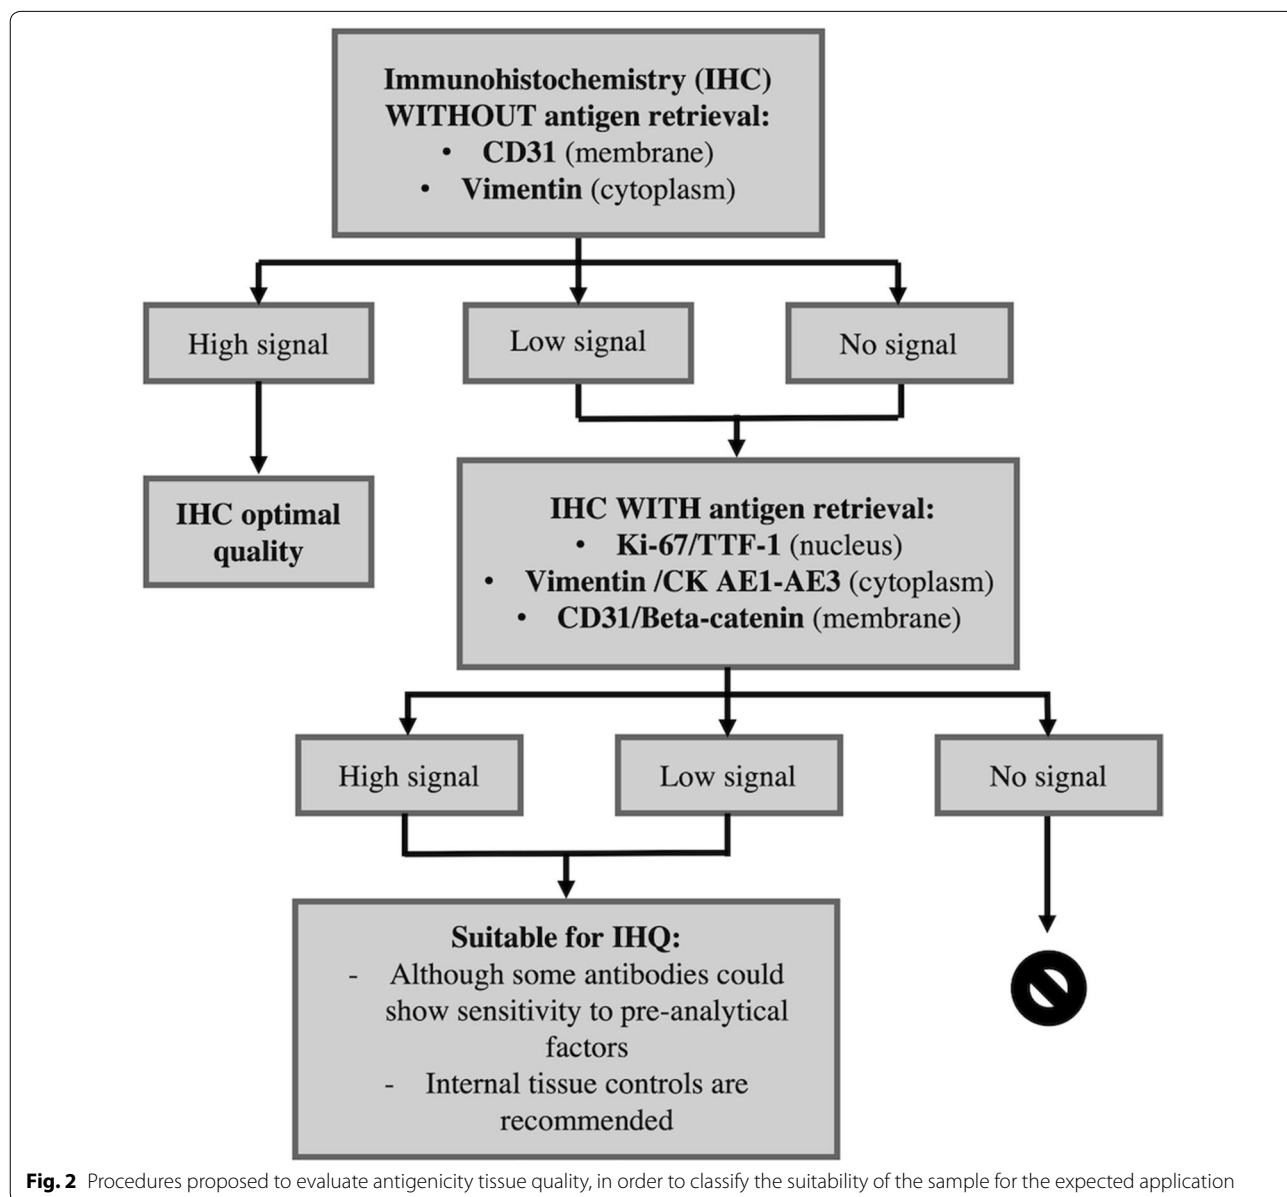 Immunohistochemistry (IHC)
WITHOUT antigen retrieval:
• CD31 (membrane)
• Vimentin (cytoplasm)
High signal
Low signal
No signal
IHC optimal
quality
IHC WITH antigen retrieval:
• Ki-67/TTF-1 (nucleus)
• Vimentin /CK AE1-AE3 (cytoplasm)
• CD31/Beta-catenin (membrane)
High signal
Low signal
No signal
Suitable for IHQ:
- Although some antibodies could
show sensitivity to pre-analytical
factors
- Internal tissue controls are
recommended
Fig. 2 Procedures proposed to evaluate antigenicity tissue quality, in order to classify the suitability of the sample for the expected application